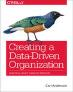 O'REILLY
Creating a
Data-Driven
Organization
Carl Anderson